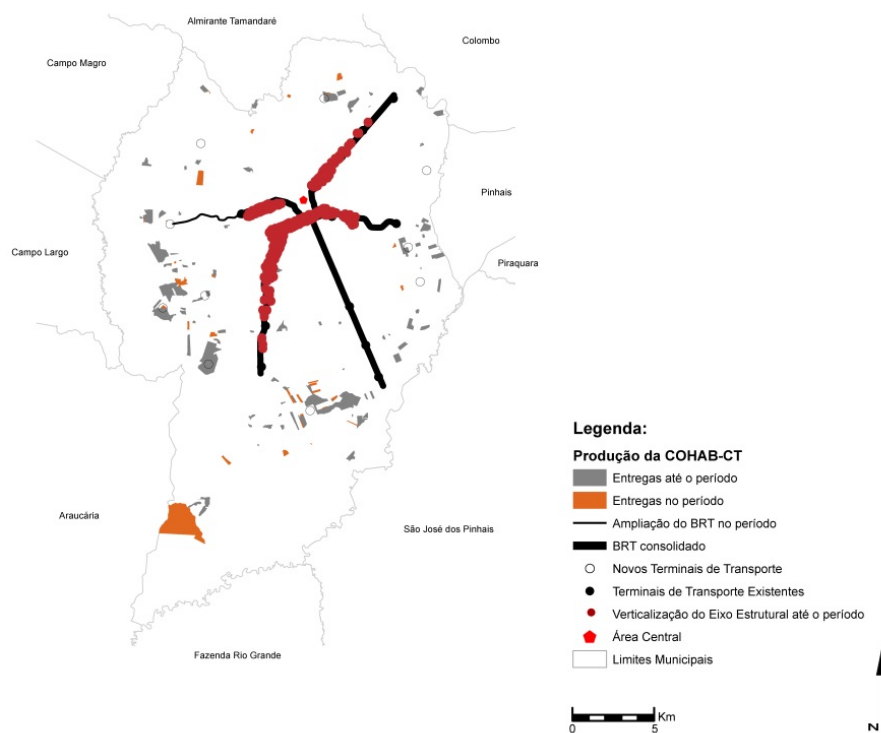 Almirante Tamandaré
Colombo
Campo Magro
Pinhais
Campo Largo
Piraquara
Araucária
São José dos Pinhais
Fazenda Rio Grande
Legenda:
Produção da COHAB-CT
Entregas até o período
Entregas no período
Ampliação do BRT no período
BRT consolidado
Novos Terminais de Transporte
Terminais de Transporte Existentes
Verticalização do Eixo Estrutural até o período
Área Central
Limites Municipais
Km
0 5
N